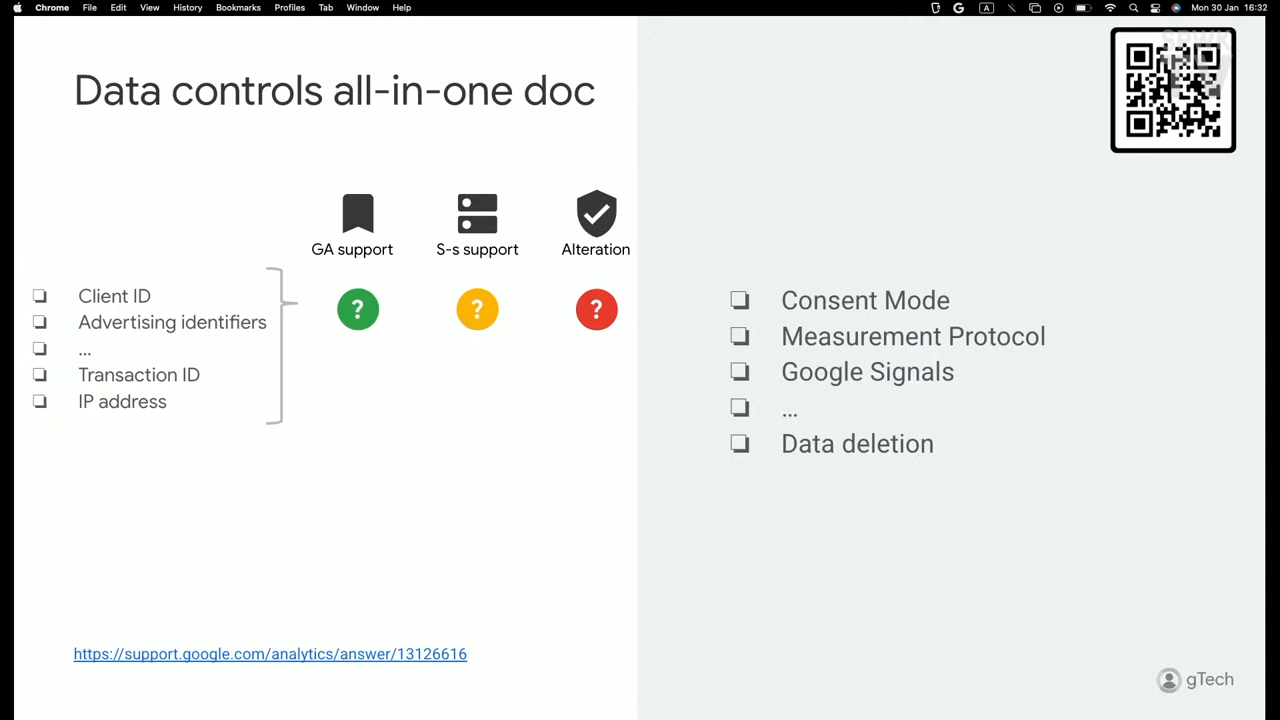 Chrome File Edit View History Bookmarks Profiles Tab Window Help
A
Mon 30 Jan 16:32
Data controls all-in-one doc
GA support S-s support Alteration
? ? ?
Client ID
Advertising identifiers
...
Transaction ID
IP address
Consent Mode
Measurement Protocol
Google Signals
...
Data deletion
https://support.google.com/analytics/answer/13126616
gTech